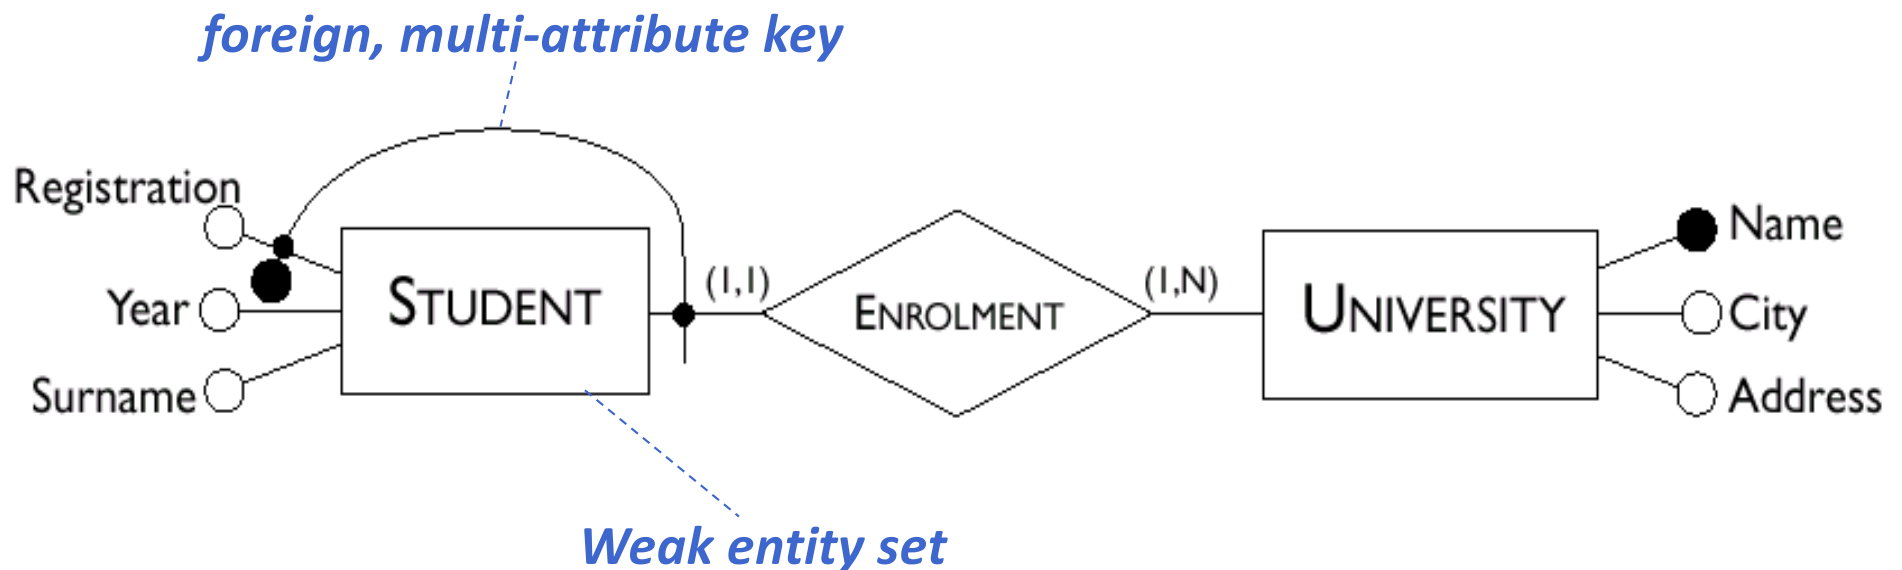 foreign, multi-attribute key
Registration
Year
Surname
STUDENT
(1,1)
ENROLMENT
(1,N)
UNIVERSITY
Name
City
Address
Weak entity set